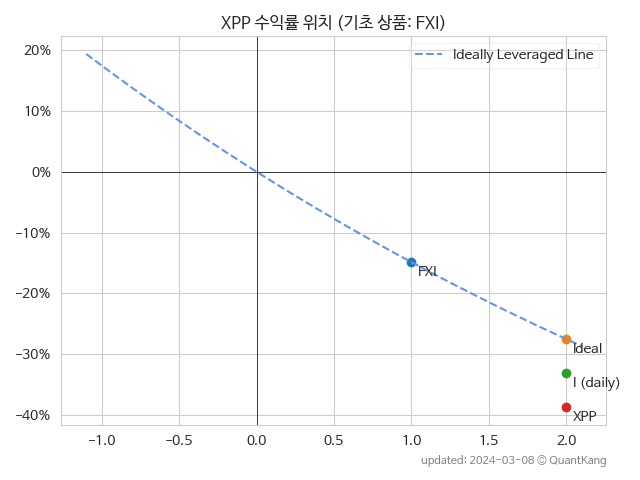 XPP 수익률 위치 (기초 상품: FXI)
Ideally Leveraged Line
20%
10%
0%
−10%
−20%
−30%
−40%
FXI
Ideal
I (daily)
XPP
−1.0
−0.5
0.0
0.5
1.0
1.5
2.0
updated: 2024-03-08 © QuantKang